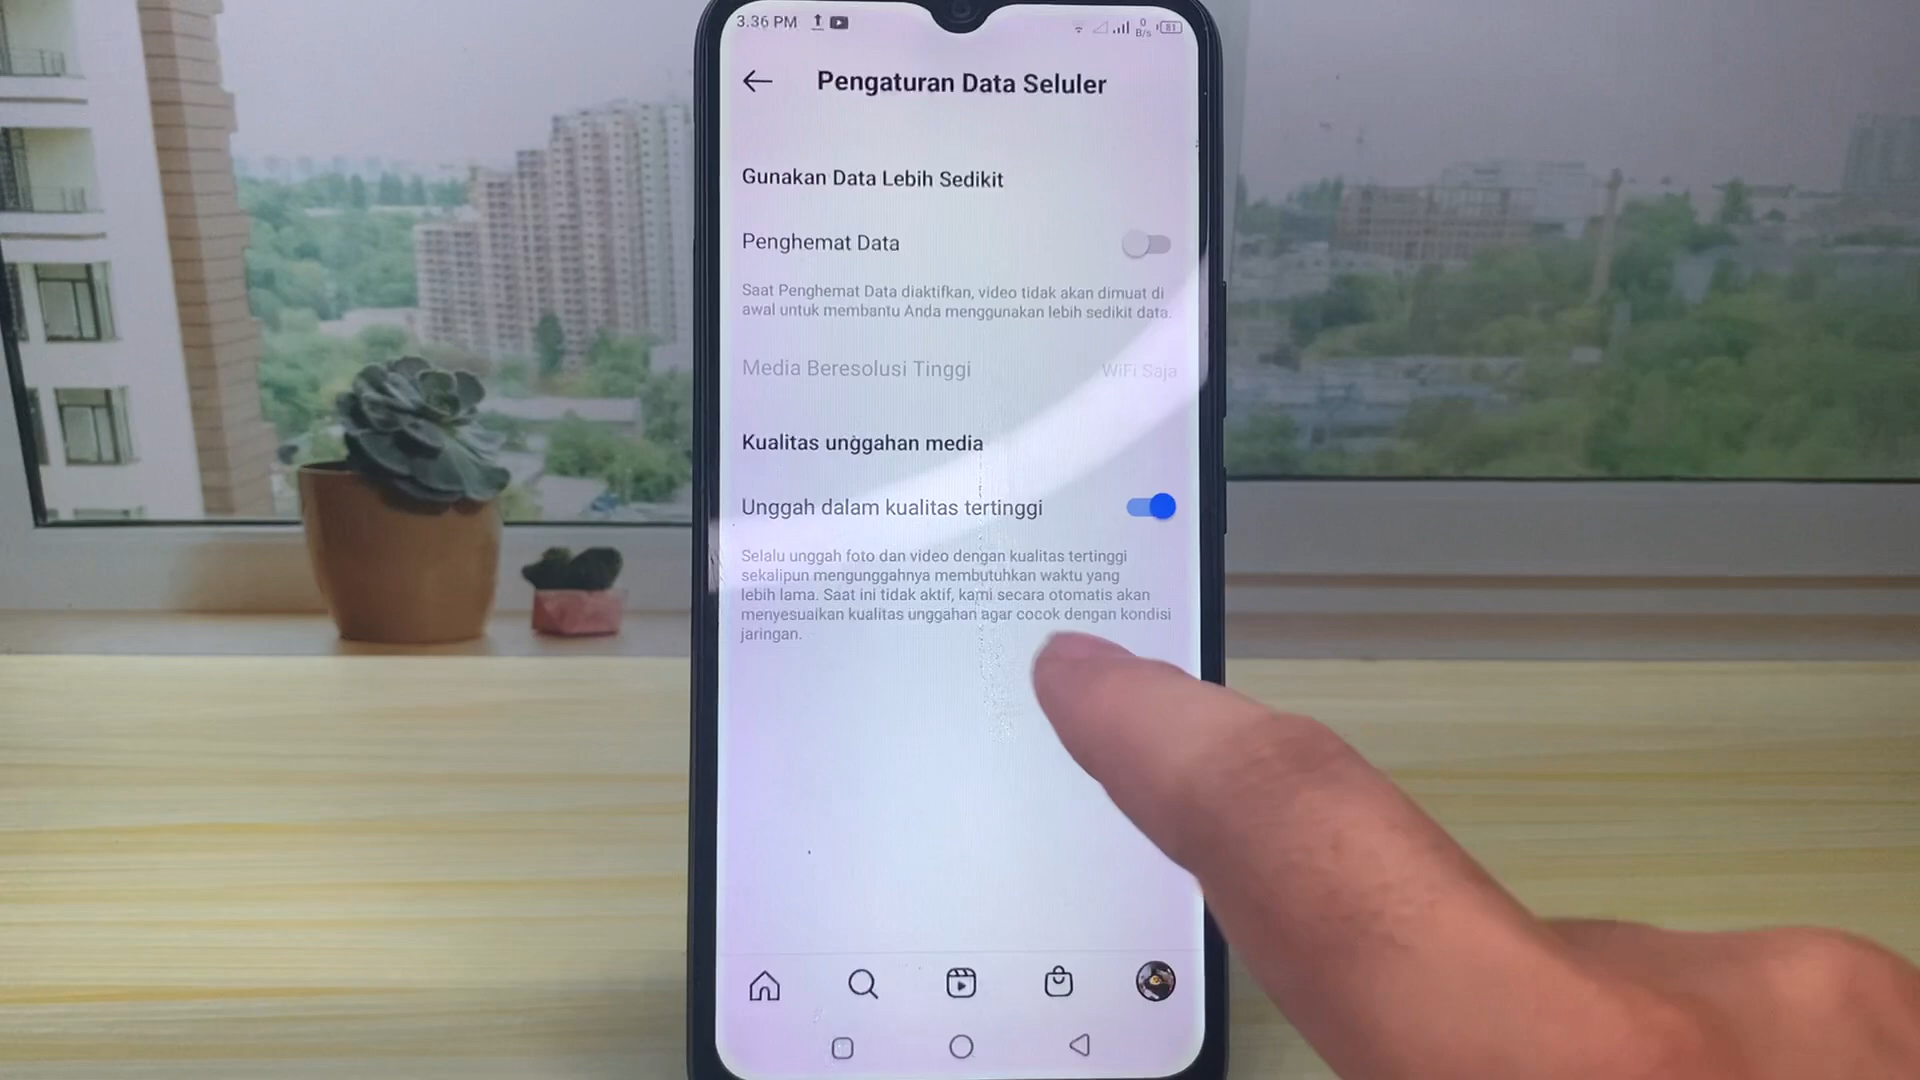 3.36 PM
0
B/s
81
Pengaturan Data Seluler
Gunakan Data Lebih Sedikit
Penghemat Data
Saat Penghemat Data diaktifkan, video tidak akan dimuat di
awal untuk membantu Anda menggunakan lebih sedikit data.
Media Beresolusi Tinggi
WiFi Saja
Kualitas unggahan media
Unggah dalam kualitas tertinggi
Selalu unggah foto dan video dengan kualitas tertinggi
sekalipun mengunggahnya membutuhkan waktu yang
lebih lama. Saat ini tidak aktif, kami secara otomatis akan
menyesuaikan kualitas unggahan agar cocok dengan kondisi
jaringan.